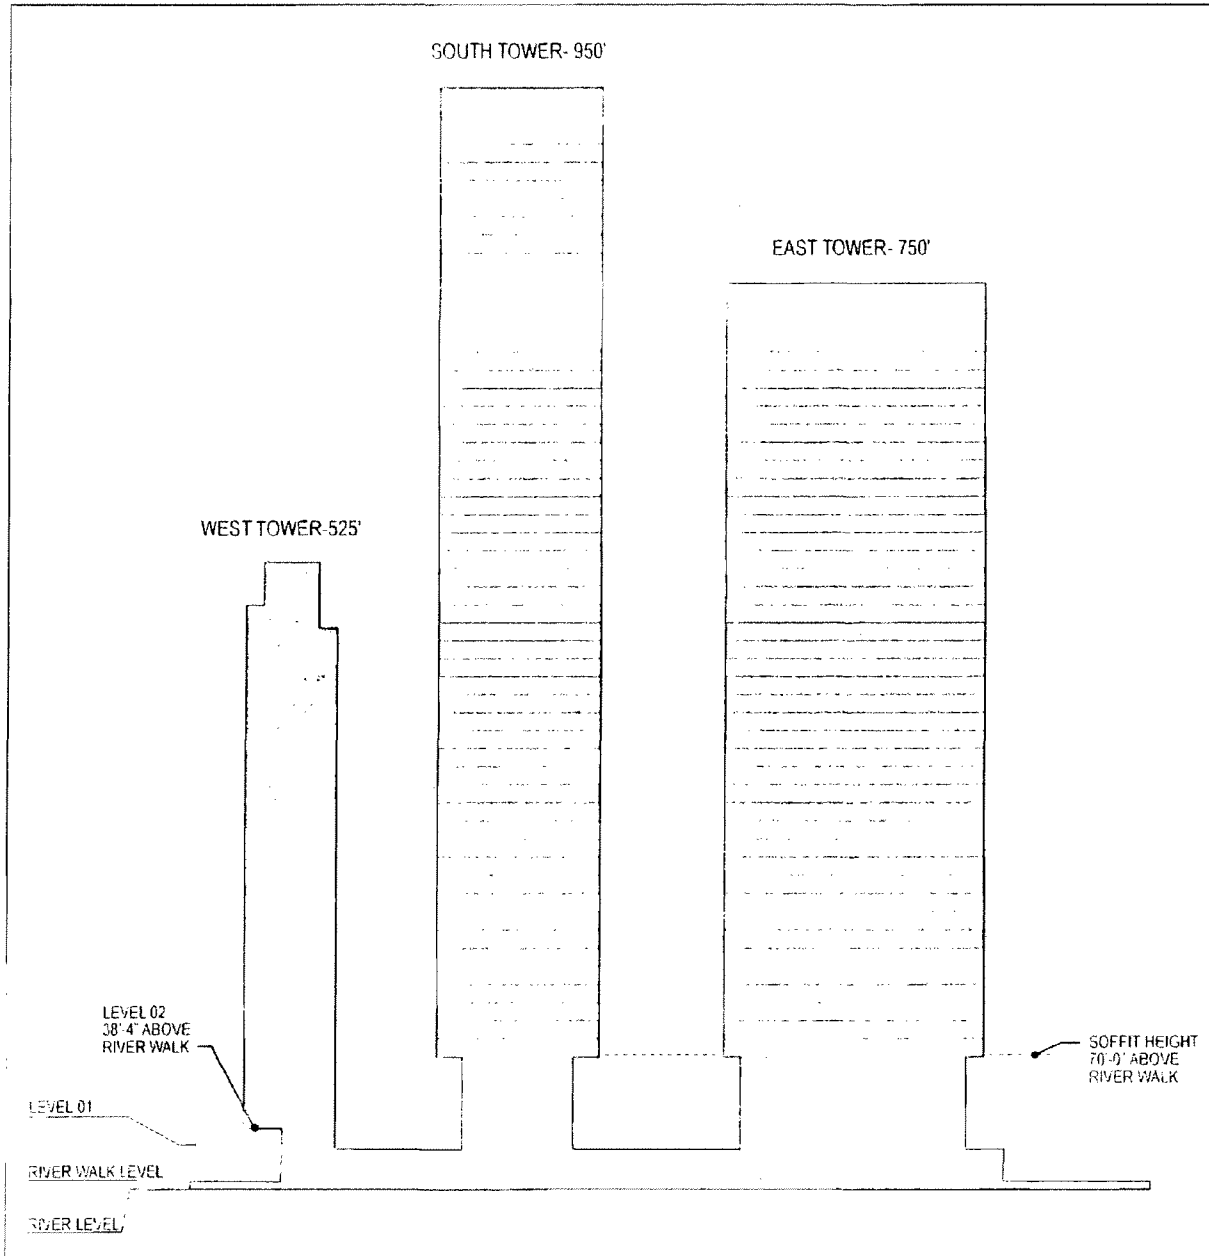 SOUTH TOWER- 950'
EAST TOWER- 750'
WEST TOWER-525'
LEVEL 02
38'-4" ABOVE
RIVER WALK
SOFFIT HEIGHT
70'-0" ABOVE
RIVER WALK
LEVEL 01
RIVER WALK LEVEL
RIVER LEVEL